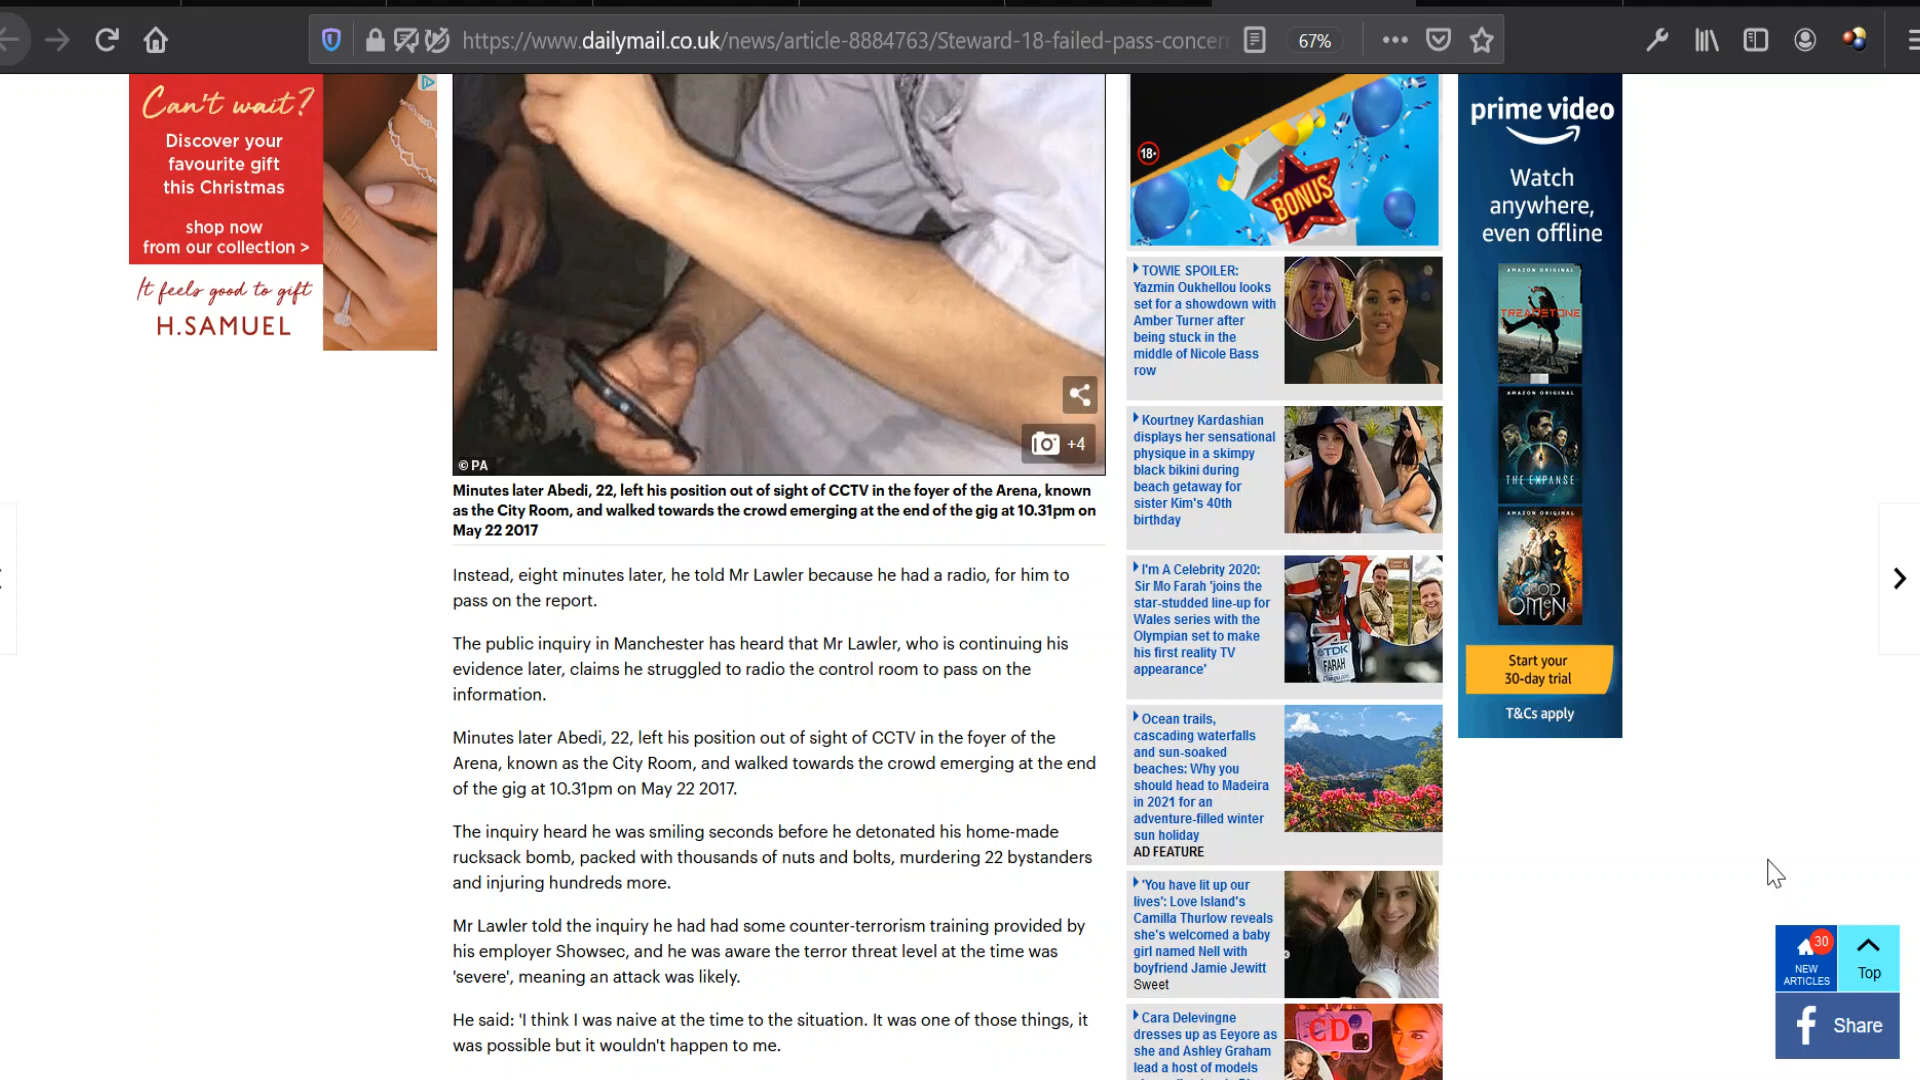 https://www.dailymail.co.uk/news/article-8884763/Steward-18-failed-pass-concern
67%
Can't wait?
Discover your
favourite gift
this Christmas
shop now
from our collection >
It feels good to gift
H.SAMUEL
© PA
+4
Minutes later Abedi, 22, left his position out of sight of CCTV in the foyer of the Arena, known
as the City Room, and walked towards the crowd emerging at the end of the gig at 10.31pm on
May 22 2017
Instead, eight minutes later, he told Mr Lawler because he had a radio, for him to
pass on the report.
The public inquiry in Manchester has heard that Mr Lawler, who is continuing his
evidence later, claims he struggled to radio the control room to pass on the
information.
Minutes later Abedi, 22, left his position out of sight of CCTV in the foyer of the
Arena, known as the City Room, and walked towards the crowd emerging at the end
of the gig at 10.31pm on May 22 2017.
The inquiry heard he was smiling seconds before he detonated his home-made
rucksack bomb, packed with thousands of nuts and bolts, murdering 22 bystanders
and injuring hundreds more.
Mr Lawler told the inquiry he had had some counter-terrorism training provided by
his employer Showsec, and he was aware the terror threat level at the time was
'severe', meaning an attack was likely.
He said: 'I think I was naive at the time to the situation. It was one of those things, it
was possible but it wouldn't happen to me.
18+
BONUS
TOWIE SPOILER:
Yazmin Oukhellou looks
set for a showdown with
Amber Turner after
being stuck in the
middle of Nicole Bass
row
Kourtney Kardashian
displays her sensational
physique in a skimpy
black bikini during
beach getaway for
sister Kim's 40th
birthday
I'm A Celebrity 2020:
Sir Mo Farah 'joins the
star-studded line-up for
Wales series with the
Olympian set to make
his first reality TV
appearance'
TDK
FARAH
Ocean trails,
cascading waterfalls
and sun-soaked
beaches: Why you
should head to Madeira
in 2021 for an
adventure-filled winter
sun holiday
AD FEATURE
'You have lit up our
lives': Love Island's
Camilla Thurlow reveals
she's welcomed a baby
girl named Nell with
boyfriend Jamie Jewitt
Sweet
Cara Delevingne
dresses up as Eeyore as
she and Ashley Graham
lead a host of models
CD
prime video
Watch
anywhere,
even offline
AMAZON ORIGINAL
TREADSTONE
AMAZON ORIGINAL
THE EXPANSE
AMAZON ORIGINAL
GOOD
OMENS
Start your
30-day trial
T&Cs apply
30
NEW
ARTICLES
Top
Share